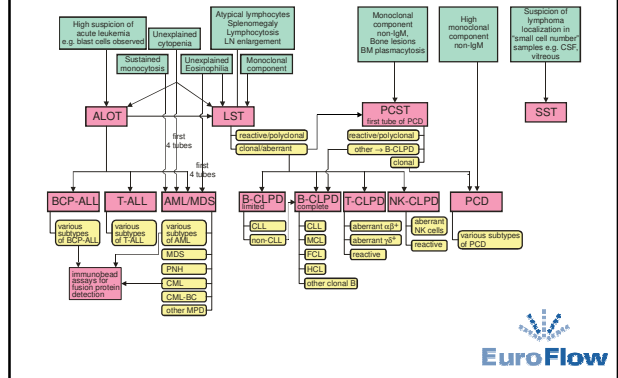 High suspicion of
acute leukemia
e.g. blast cells observed
Unexplained
cytopenia
Atypical lymphocytes
Splenomegaly
Lymphocytosis
LN enlargement
Sustained
monocytosis
Unexplained
Eosinophilia
Monoclonal
component
Monoclonal
component
non-IgM,
Bone lesions
BM plasmacytosis
High
monoclonal
component
non-IgM
Suspicion of
lymphoma
localization in
"small cell number"
samples e.g. CSF,
vitreous
ALOT
LST
PCST
first tube of PCD
SST
reactive/polyclonal
clonal/aberrant
reactive/polyclonal
other → B-CLPD
clonal
first
4 tubes
first
4 tubes
BCP-ALL
T-ALL
AML/MDS
B-CLPD
limited
B-CLPD
complete
T-CLPD
NK-CLPD
PCD
various
subtypes
of BCP-ALL
various
subtypes
of T-ALL
various
subtypes
of AML
MDS
PNH
CML
CML-BC
other MPD
immunobead
assays for
fusion protein
detection
CLL
non-CLL
CLL
MCL
FCL
HCL
other clonal B
aberrant αβ+
aberrant γδ+
reactive
aberrant
NK cells
reactive
various subtypes
of PCD
EuroFlow